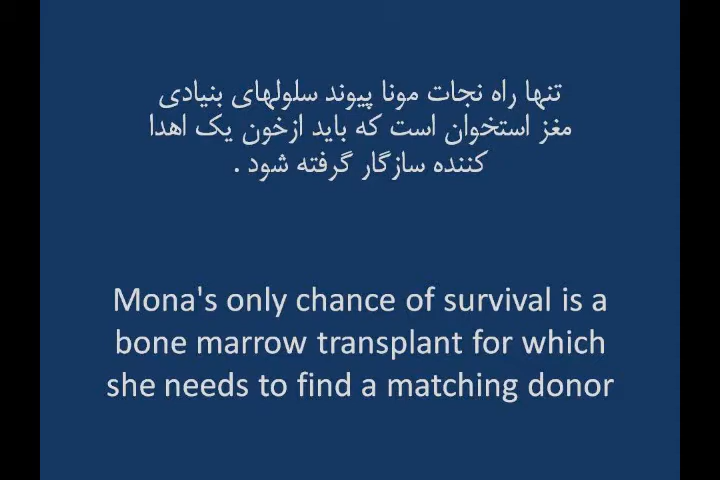 تنها راه نجات مونا پیوند سلولهای بنیادی
مغز استخوان است که باید ازخون یک اهدا
کننده سازگار گرفته شود .
Mona's only chance of survival is a
bone marrow transplant for which
she needs to find a matching donor